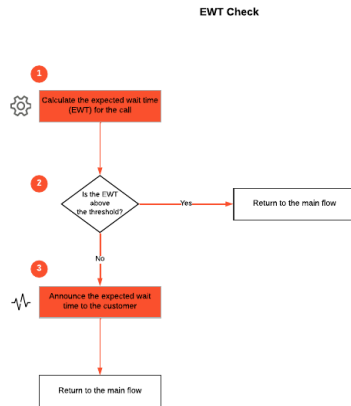 EWT Check
1
Calculate the expected wait time
(EWT) for the call
2
Is the EWT
above
the threshold?
Yes
Return to the main flow
No
3
Announce the expected wait
time to the customer
Return to the main flow